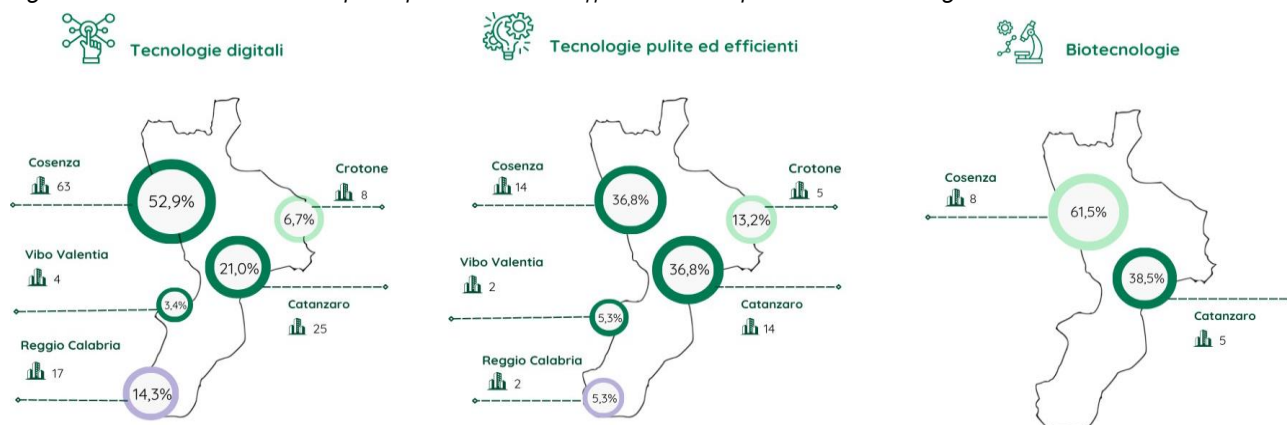 Tecnologie digitali
Cosenza
63
52,9%
Crotone
8
6,7%
Vibo Valentia
4
3,4%
21,0%
Catanzaro
25
Reggio Calabria
17
14,3%
Tecnologie pulite ed efficienti
Cosenza
14
36,8%
Crotone
5
13,2%
Vibo Valentia
2
5,3%
36,8%
Catanzaro
14
Reggio Calabria
2
5,3%
Biotecnologie
Cosenza
8
61,5%
38,5%
Catanzaro
5